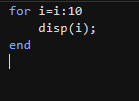 for i=i:10
    disp(i);
end